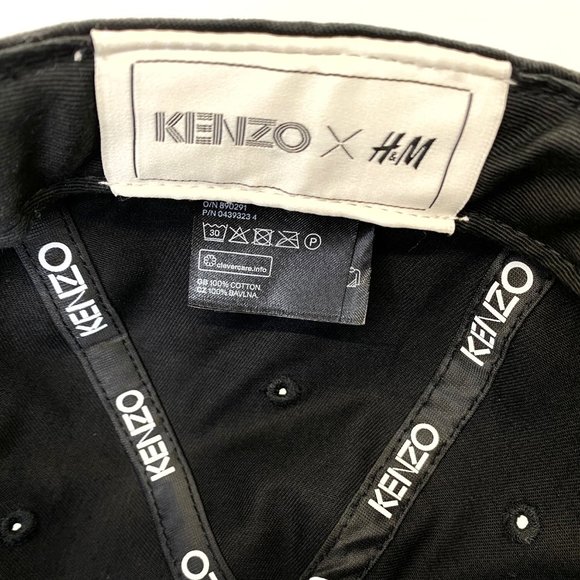 KENZO X H&M
O/N 890291
P/N 0439323 4
30 P
clevercare.info
GB 100% COTTON.
CZ 100% BAVLNA.
KENZO
KENZO
KENZO
KENZO
KENZO